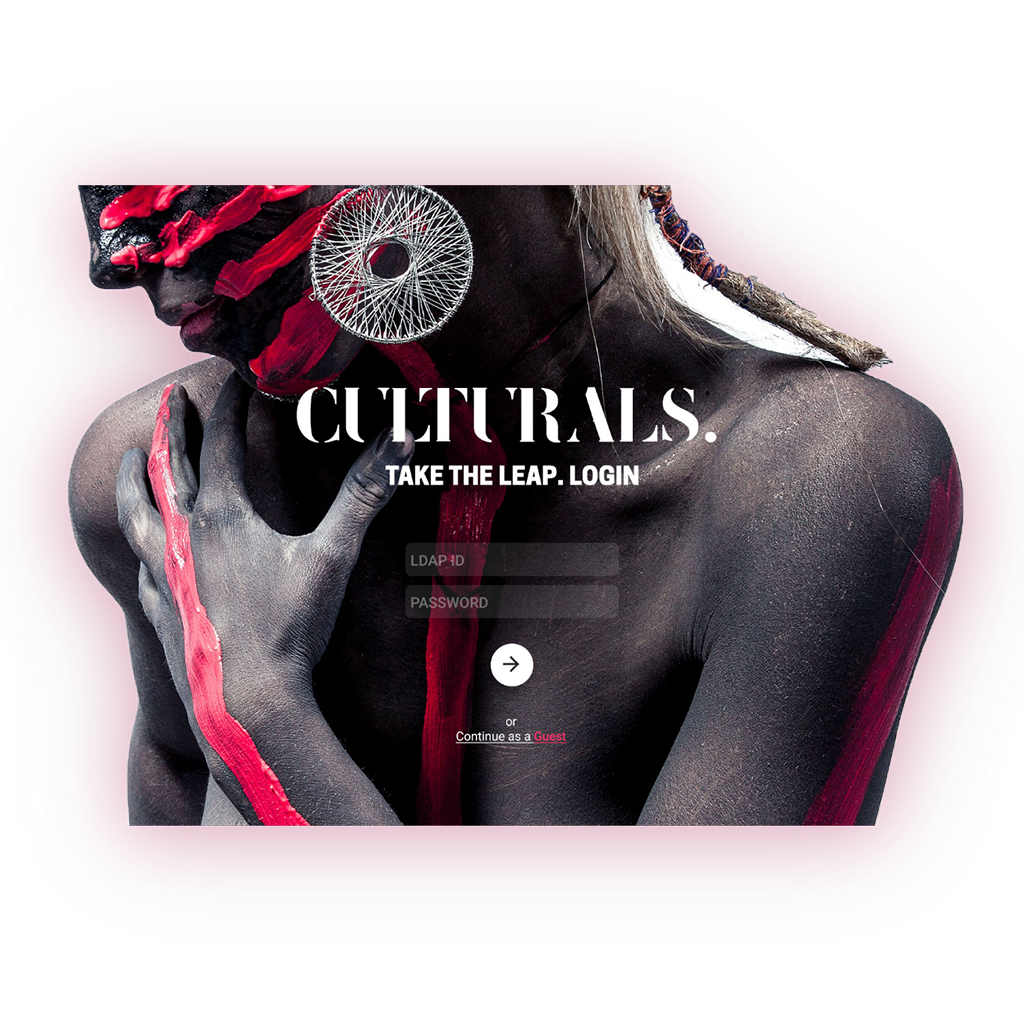 CULTURALS.
TAKE THE LEAP. LOGIN
LDAP ID
PASSWORD
or
Continue as a Guest